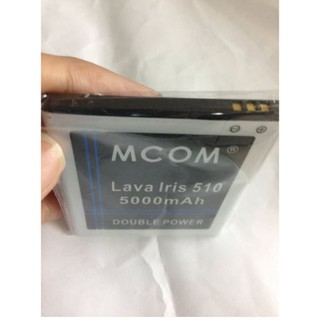 MCOM®
Lava Iris 510
5000mAh
DOUBLE POWER